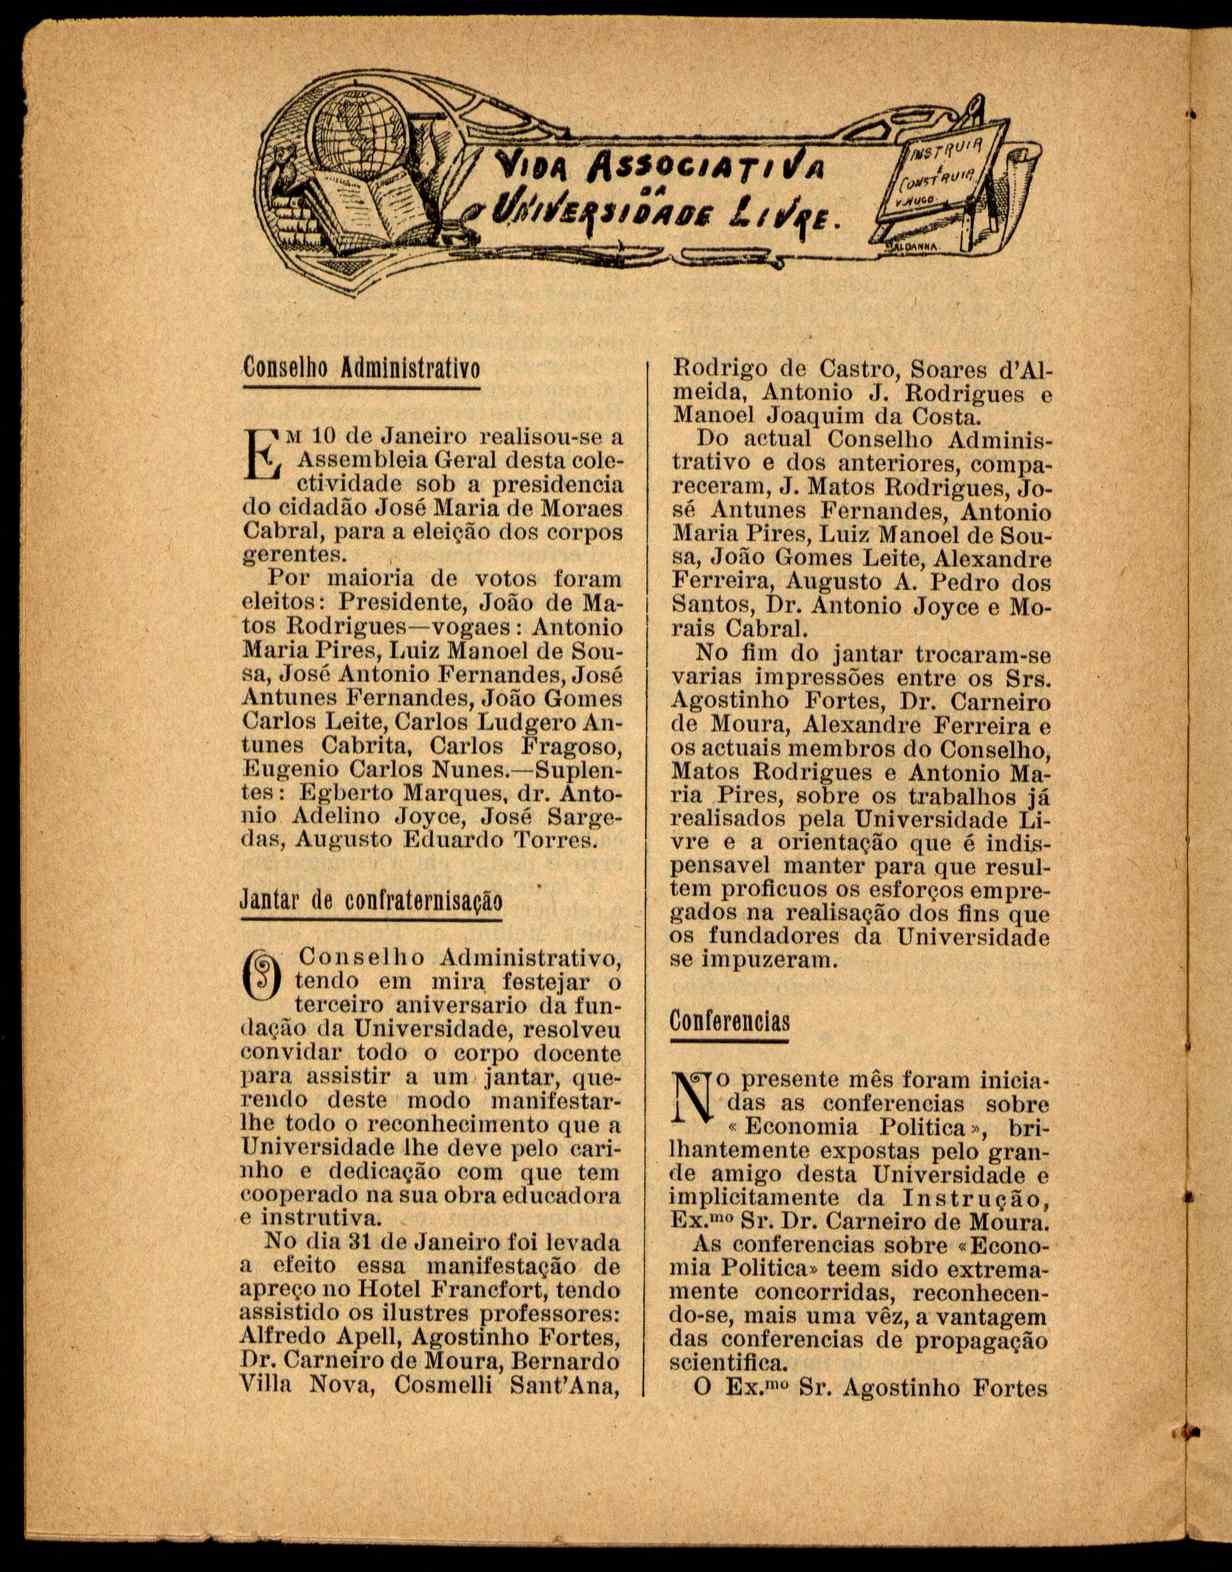 VIDA ASSOCIATIVA
DA
UNIVERSIDADE LIVRE.
INSTRUIR
É
CONSTRUIR
V. HUGO
SALDANHA
Conselho Administrativo
EM 10 de Janeiro realisou-se a
Assembleia Geral desta cole-
ctividade sob a presidencia
do cidadão José Maria de Moraes
Cabral, para a eleição dos corpos
gerentes.
Por maioria de votos foram
eleitos: Presidente, João de Ma-
tos Rodrigues—vogaes: Antonio
Maria Pires, Luiz Manoel de Sou-
sa, José Antonio Fernandes, José
Antunes Fernandes, João Gomes
Carlos Leite, Carlos Ludgero An-
tunes Cabrita, Carlos Fragoso,
Eugenio Carlos Nunes.—Suplen-
tes: Egberto Marques, dr. Anto-
nio Adelino Joyce, José Sarge-
das, Augusto Eduardo Torres.
Jantar de confraternisação
O Conselho Administrativo,
tendo em mira festejar o
terceiro aniversario da fun-
dação da Universidade, resolveu
convidar todo o corpo docente
para assistir a um jantar, que-
rendo deste modo manifestar-
lhe todo o reconhecimento que a
Universidade lhe deve pelo cari-
nho e dedicação com que tem
cooperado na sua obra educadora
e instrutiva.
No dia 31 de Janeiro foi levada
a efeito essa manifestação de
apreço no Hotel Francfort, tendo
assistido os ilustres professores:
Alfredo Apell, Agostinho Fortes,
Dr. Carneiro de Moura, Bernardo
Villa Nova, Cosmelli Sant'Ana,
Rodrigo de Castro, Soares d'Al-
meida, Antonio J. Rodrigues e
Manoel Joaquim da Costa.
Do actual Conselho Adminis-
trativo e dos anteriores, compa-
receram, J. Matos Rodrigues, Jo-
sé Antunes Fernandes, Antonio
Maria Pires, Luiz Manoel de Sou-
sa, João Gomes Leite, Alexandre
Ferreira, Augusto A. Pedro dos
Santos, Dr. Antonio Joyce e Mo-
rais Cabral.
No fim do jantar trocaram-se
varias impressões entre os Srs.
Agostinho Fortes, Dr. Carneiro
de Moura, Alexandre Ferreira e
os actuais membros do Conselho,
Matos Rodrigues e Antonio Ma-
ria Pires, sobre os trabalhos já
realisados pela Universidade Li-
vre e a orientação que é indis-
pensavel manter para que resul-
tem proficuos os esforços empre-
gados na realisação dos fins que
os fundadores da Universidade
se impuzeram.
Conferencias
NO presente mês foram inicia-
das as conferencias sobre
«Economia Politica», bri-
lhantemente expostas pelo gran-
de amigo desta Universidade e
implicitamente da Instrução,
Ex.mo Sr. Dr. Carneiro de Moura.
As conferencias sobre «Econo-
mia Politica» teem sido extrema-
mente concorridas, reconhecen-
do-se, mais uma vêz, a vantagem
das conferencias de propagação
scientifica.
O Ex.mo Sr. Agostinho Fortes